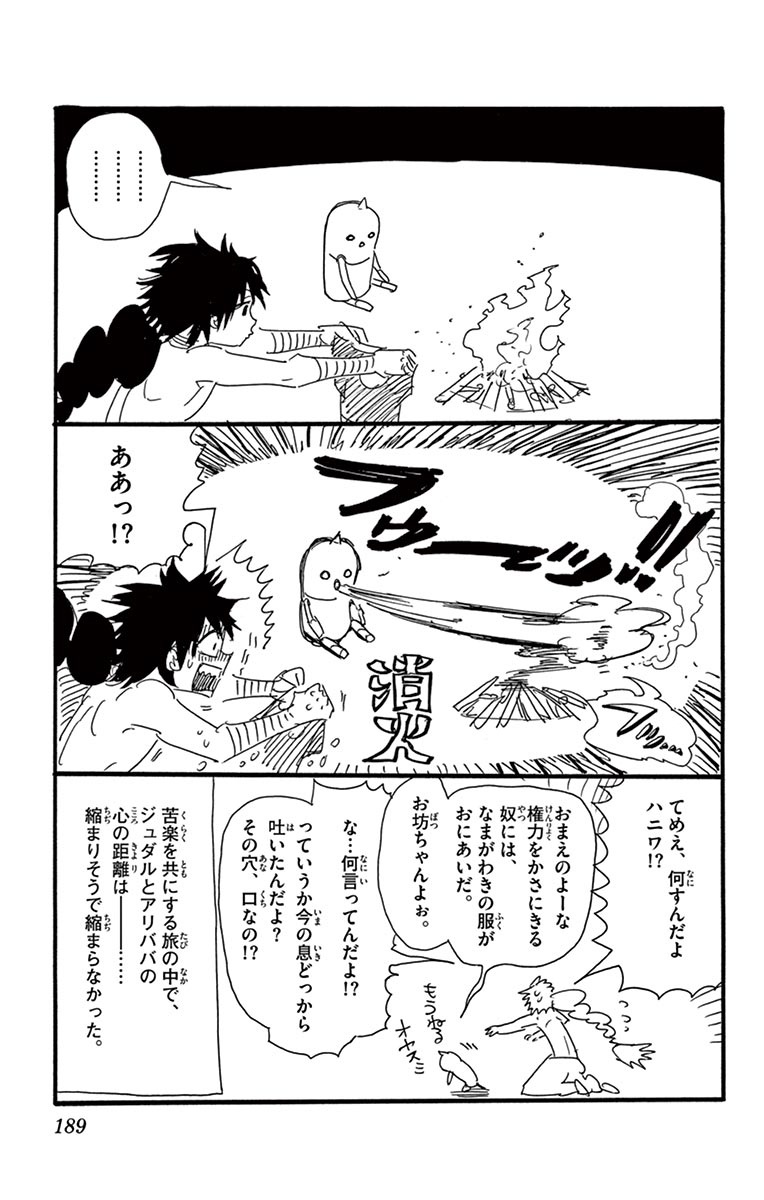 ………
………
フゥーーッ!!
ああっ!?
消火
てめえ、何すんだよ
ハニワ!?
おまえのよーな
権力をかさにきる
奴には、
なまがわきの服が
おにあいだ。
お坊ちゃんよぉ。
もうねる
オヤスミ
な…何言ってんだよ!?
っていうか今の息どっから
吐いたんだよ?
その穴、口なの!?
苦楽を共にする旅の中で、
ジュダルとアリババの
心の距離は――……
縮まりそうで縮まらなかった。
189